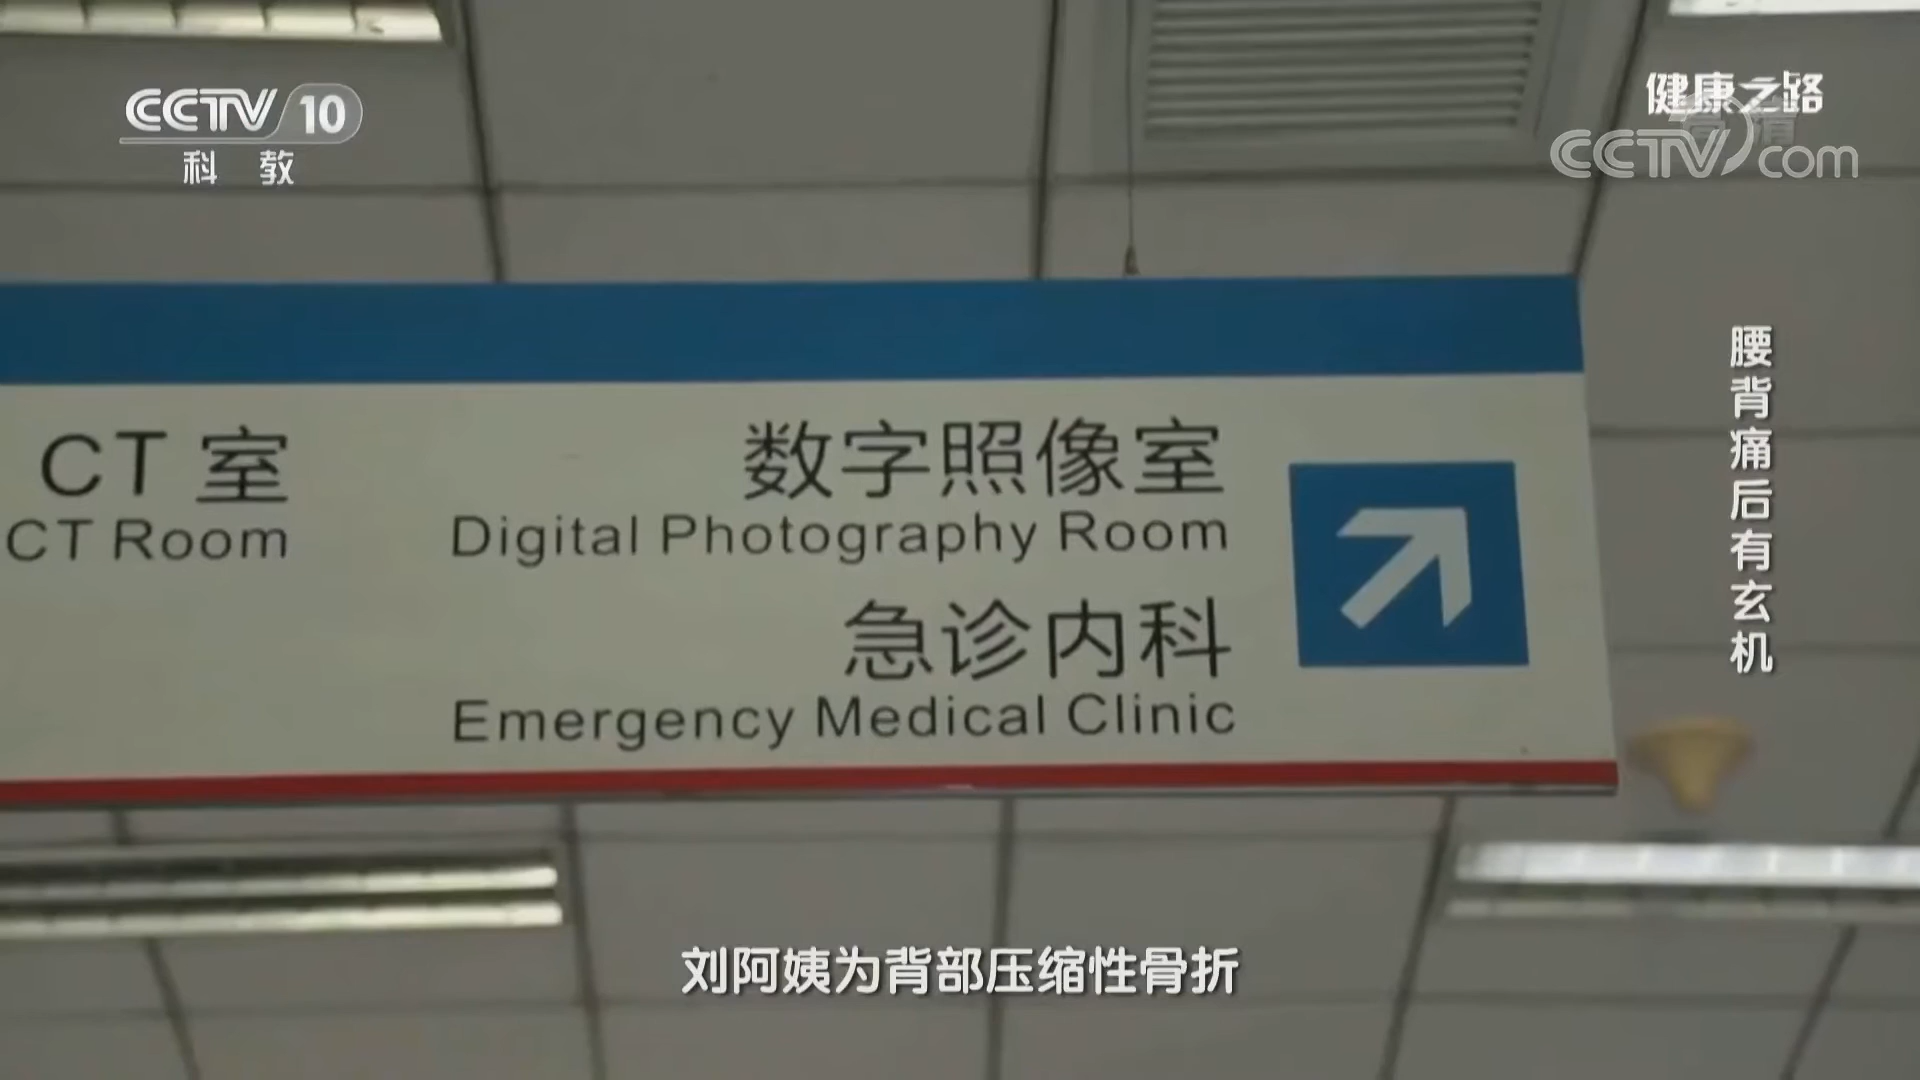 CCTV 10
科 教
健康之路
高清
CCTV.com
腰背痛后有玄机
CT 室
CT Room
数字照像室
Digital Photography Room
急诊内科
Emergency Medical Clinic
刘阿姨为背部压缩性骨折